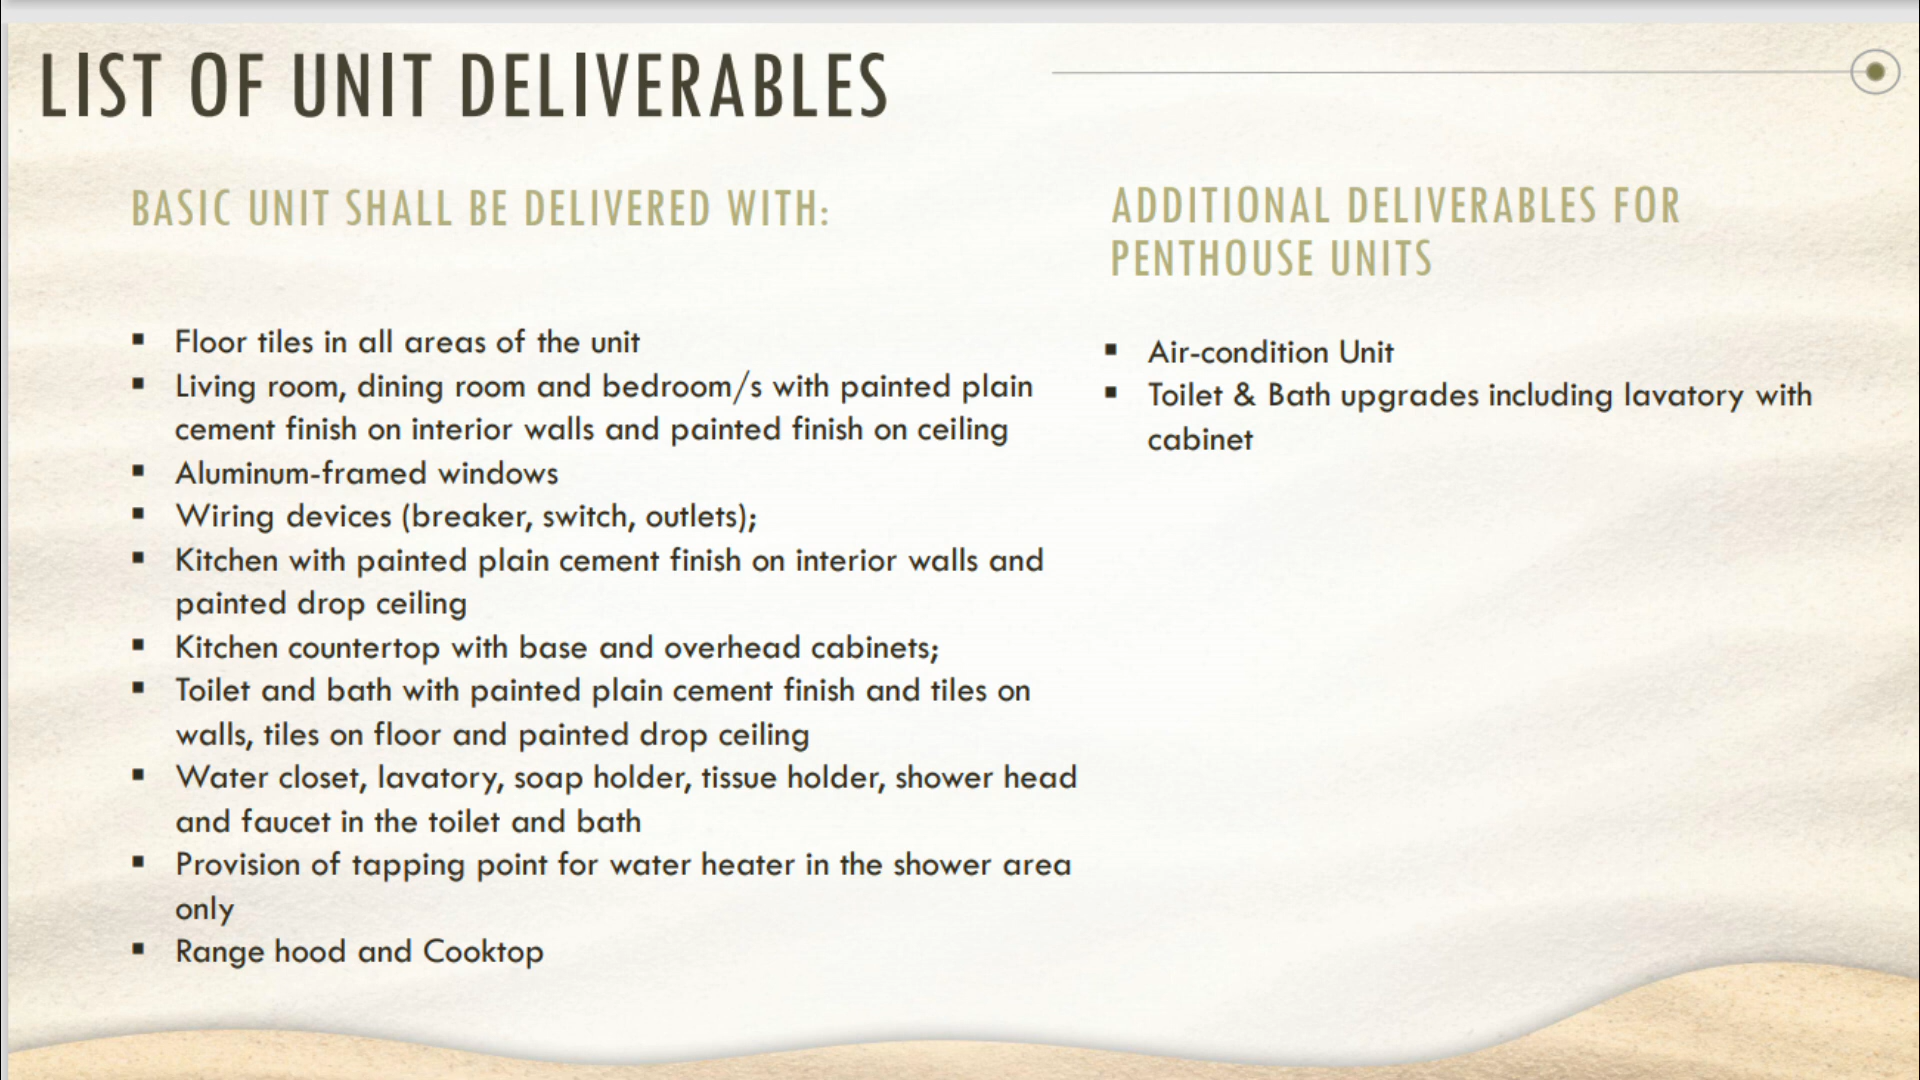 LIST OF UNIT DELIVERABLES
BASIC UNIT SHALL BE DELIVERED WITH:
▪ Floor tiles in all areas of the unit
▪ Living room, dining room and bedroom/s with painted plain
cement finish on interior walls and painted finish on ceiling
▪ Aluminum-framed windows
▪ Wiring devices (breaker, switch, outlets);
▪ Kitchen with painted plain cement finish on interior walls and
painted drop ceiling
▪ Kitchen countertop with base and overhead cabinets;
▪ Toilet and bath with painted plain cement finish and tiles on
walls, tiles on floor and painted drop ceiling
▪ Water closet, lavatory, soap holder, tissue holder, shower head
and faucet in the toilet and bath
▪ Provision of tapping point for water heater in the shower area
only
▪ Range hood and Cooktop
ADDITIONAL DELIVERABLES FOR
PENTHOUSE UNITS
▪ Air-condition Unit
▪ Toilet & Bath upgrades including lavatory with
cabinet